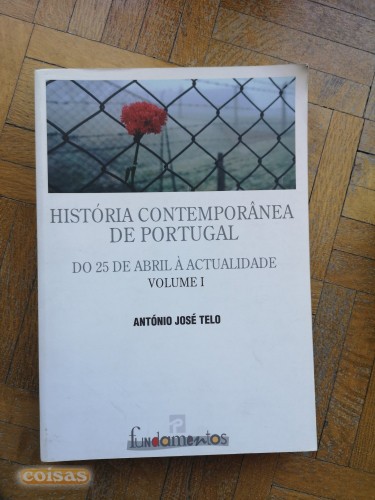 HISTÓRIA CONTEMPORÂNEA
DE PORTUGAL
DO 25 DE ABRIL À ACTUALIDADE
VOLUME I
ANTÓNIO JOSÉ TELO
fundamentos
coisas